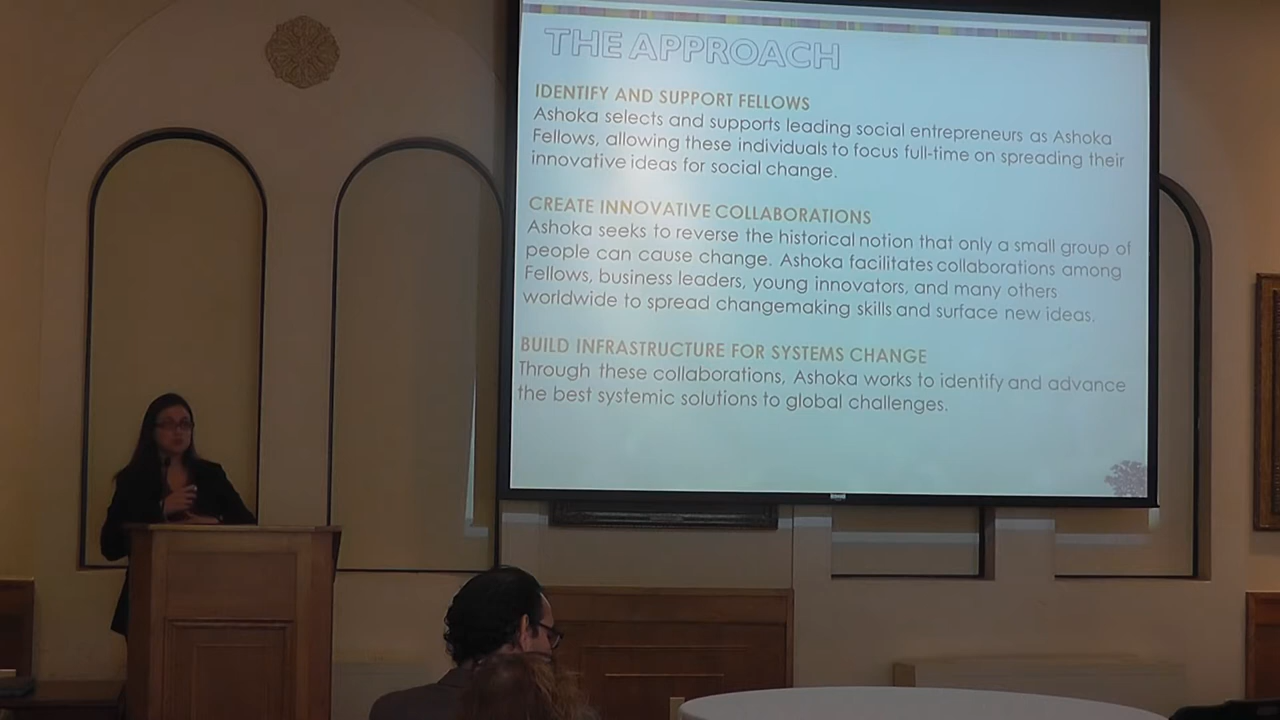 THE APPROACH
IDENTIFY AND SUPPORT FELLOWS
Ashoka selects and supports leading social entrepreneurs as Ashoka
Fellows, allowing these individuals to focus full-time on spreading their
innovative ideas for social change.
CREATE INNOVATIVE COLLABORATIONS
Ashoka seeks to reverse the historical notion that only a small group of
people can cause change. Ashoka facilitates collaborations among
Fellows, business leaders, young innovators, and many others
worldwide to spread changemaking skills and surface new ideas.
BUILD INFRASTRUCTURE FOR SYSTEMS CHANGE
Through these collaborations, Ashoka works to identify and advance
the best systemic solutions to global challenges.